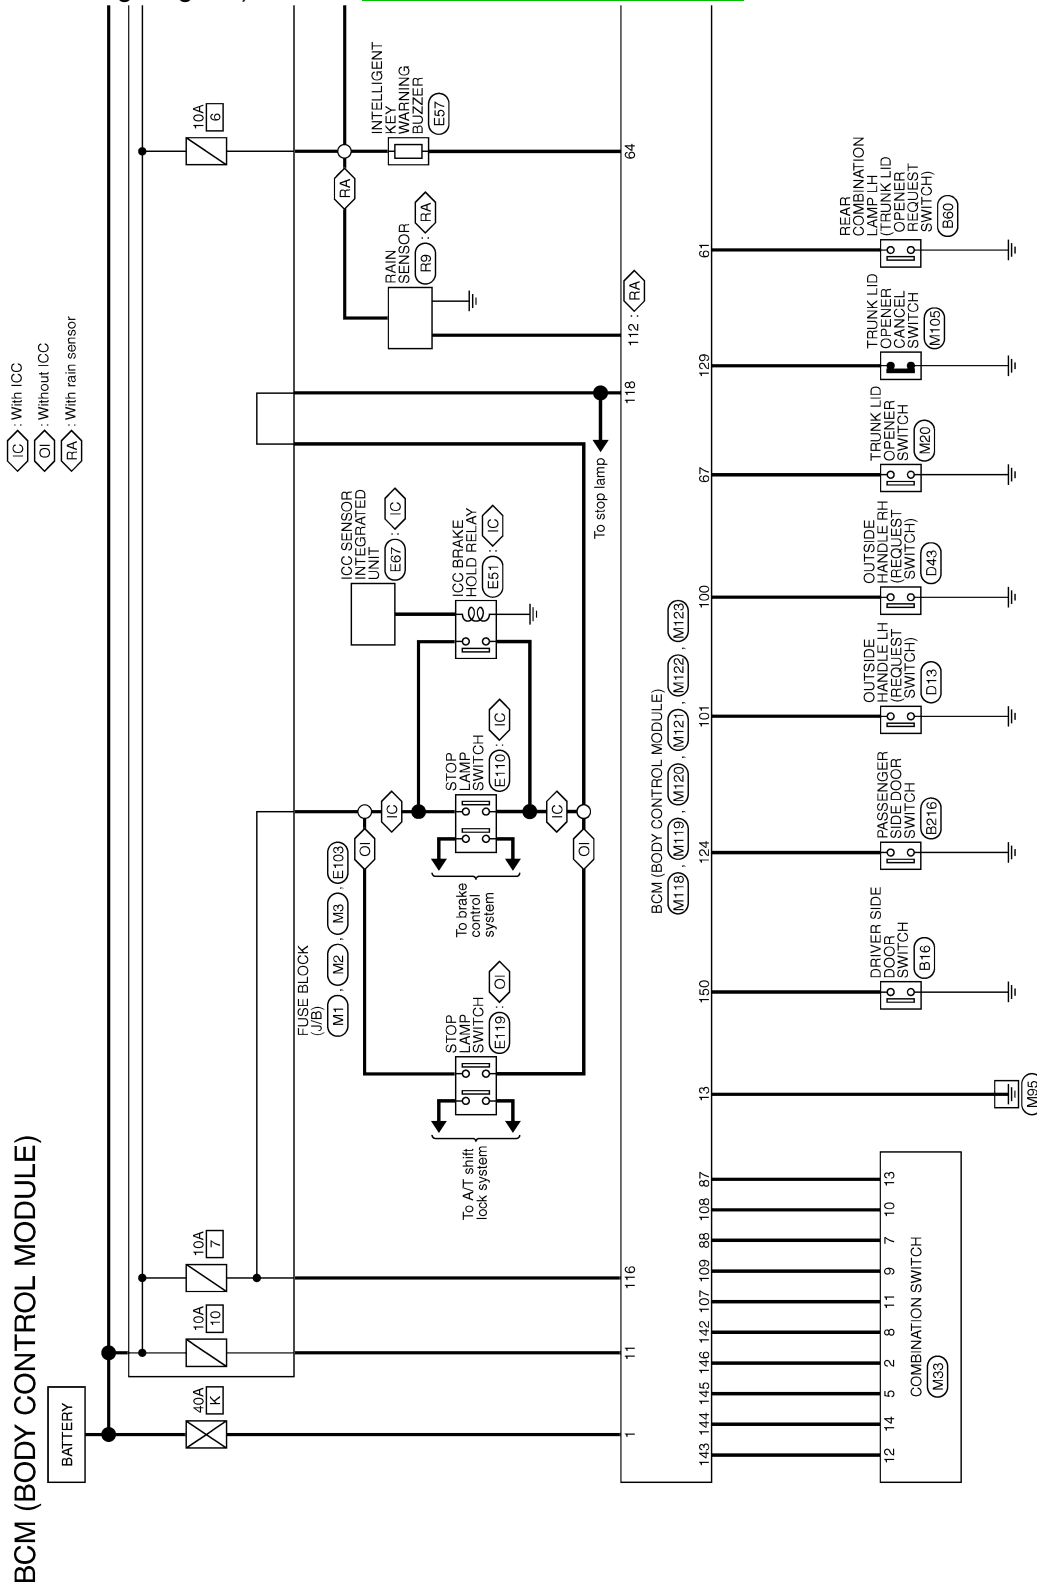 BCM (BODY CONTROL MODULE)
IC : With ICC
OI : Without ICC
RA : With rain sensor
BATTERY
40A
K
10A
10
10A
7
10A
6
FUSE BLOCK
(J/B)
M1 , M2 , M3 , E103
OI
IC
RA
To A/T shift
lock system
STOP
LAMP
SWITCH
E119 : OI
To brake
control
system
STOP
LAMP
SWITCH
E110 : IC
IC
OI
ICC SENSOR
INTEGRATED
UNIT
E67 : IC
ICC BRAKE
HOLD RELAY
E51 : IC
To stop lamp
RAIN
SENSOR
R9 : RA
INTELLIGENT
KEY
WARNING
BUZZER
E57
1
11
116
118
112 : RA
64
BCM (BODY CONTROL MODULE)
M118 , M119 , M120 , M121 , M122 , M123
143
144
145
146
142
107
109
88
108
87
13
150
124
101
100
67
129
61
12
14
5
2
8
11
9
7
10
13
COMBINATION SWITCH
M33
M95
DRIVER SIDE
DOOR
SWITCH
B16
PASSENGER
SIDE DOOR
SWITCH
B216
OUTSIDE
HANDLE LH
(REQUEST
SWITCH)
D13
OUTSIDE
HANDLE RH
(REQUEST
SWITCH)
D43
TRUNK LID
OPENER
SWITCH
M20
TRUNK LID
OPENER
CANCEL
SWITCH
M105
REAR
COMBINATION
LAMP LH
(TRUNK LID
OPENER
REQUEST
SWITCH)
B60